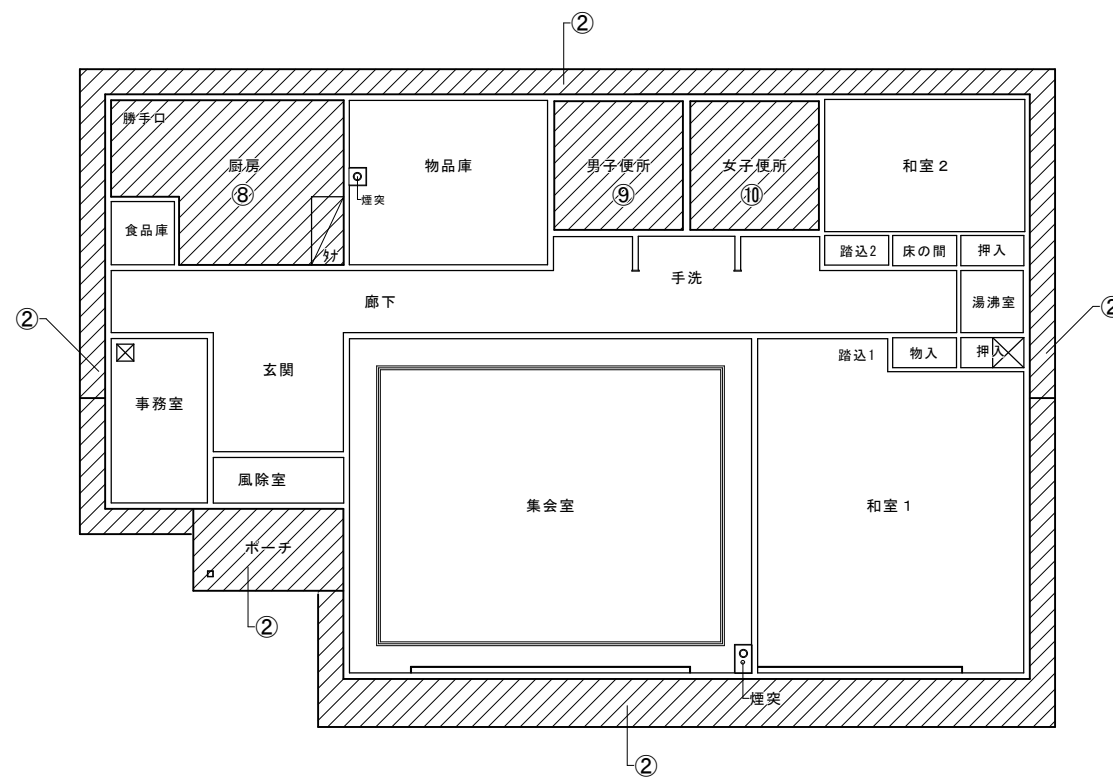 ②
勝手口
厨房
⑧
物品庫
煙突
男子便所
⑨
女子便所
⑩
和室２
食品庫
ﾀﾅ
踏込2
床の間
押入
手洗
廊下
湯沸室
②
②
玄関
踏込1
物入
押入
事務室
風除室
集会室
和室１
ポーチ
②
煙突
②